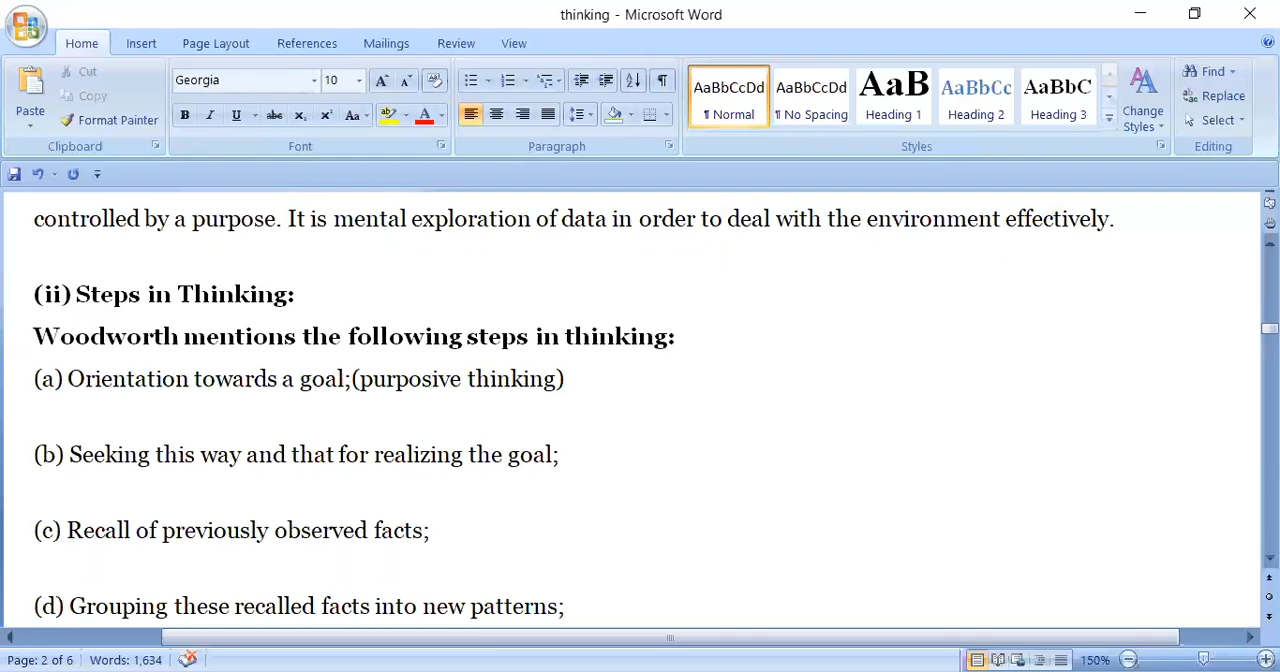 thinking - Microsoft Word
Home Insert Page Layout References Mailings Review View
Paste
Cut
Copy
Format Painter
Clipboard
Georgia 10
B I U abc x₂ x² Aa ab A
Font
Paragraph
AaBbCcDd AaBbCcDd AaB AaBbCc AaBbC
¶ Normal ¶ No Spacing Heading 1 Heading 2 Heading 3
Change
Styles
Styles
Find
Replace
Select
Editing
controlled by a purpose. It is mental exploration of data in order to deal with the environment effectively.
(ii) Steps in Thinking:
Woodworth mentions the following steps in thinking:
(a) Orientation towards a goal;(purposive thinking)
(b) Seeking this way and that for realizing the goal;
(c) Recall of previously observed facts;
(d) Grouping these recalled facts into new patterns;
Page: 2 of 6 Words: 1,634 150%